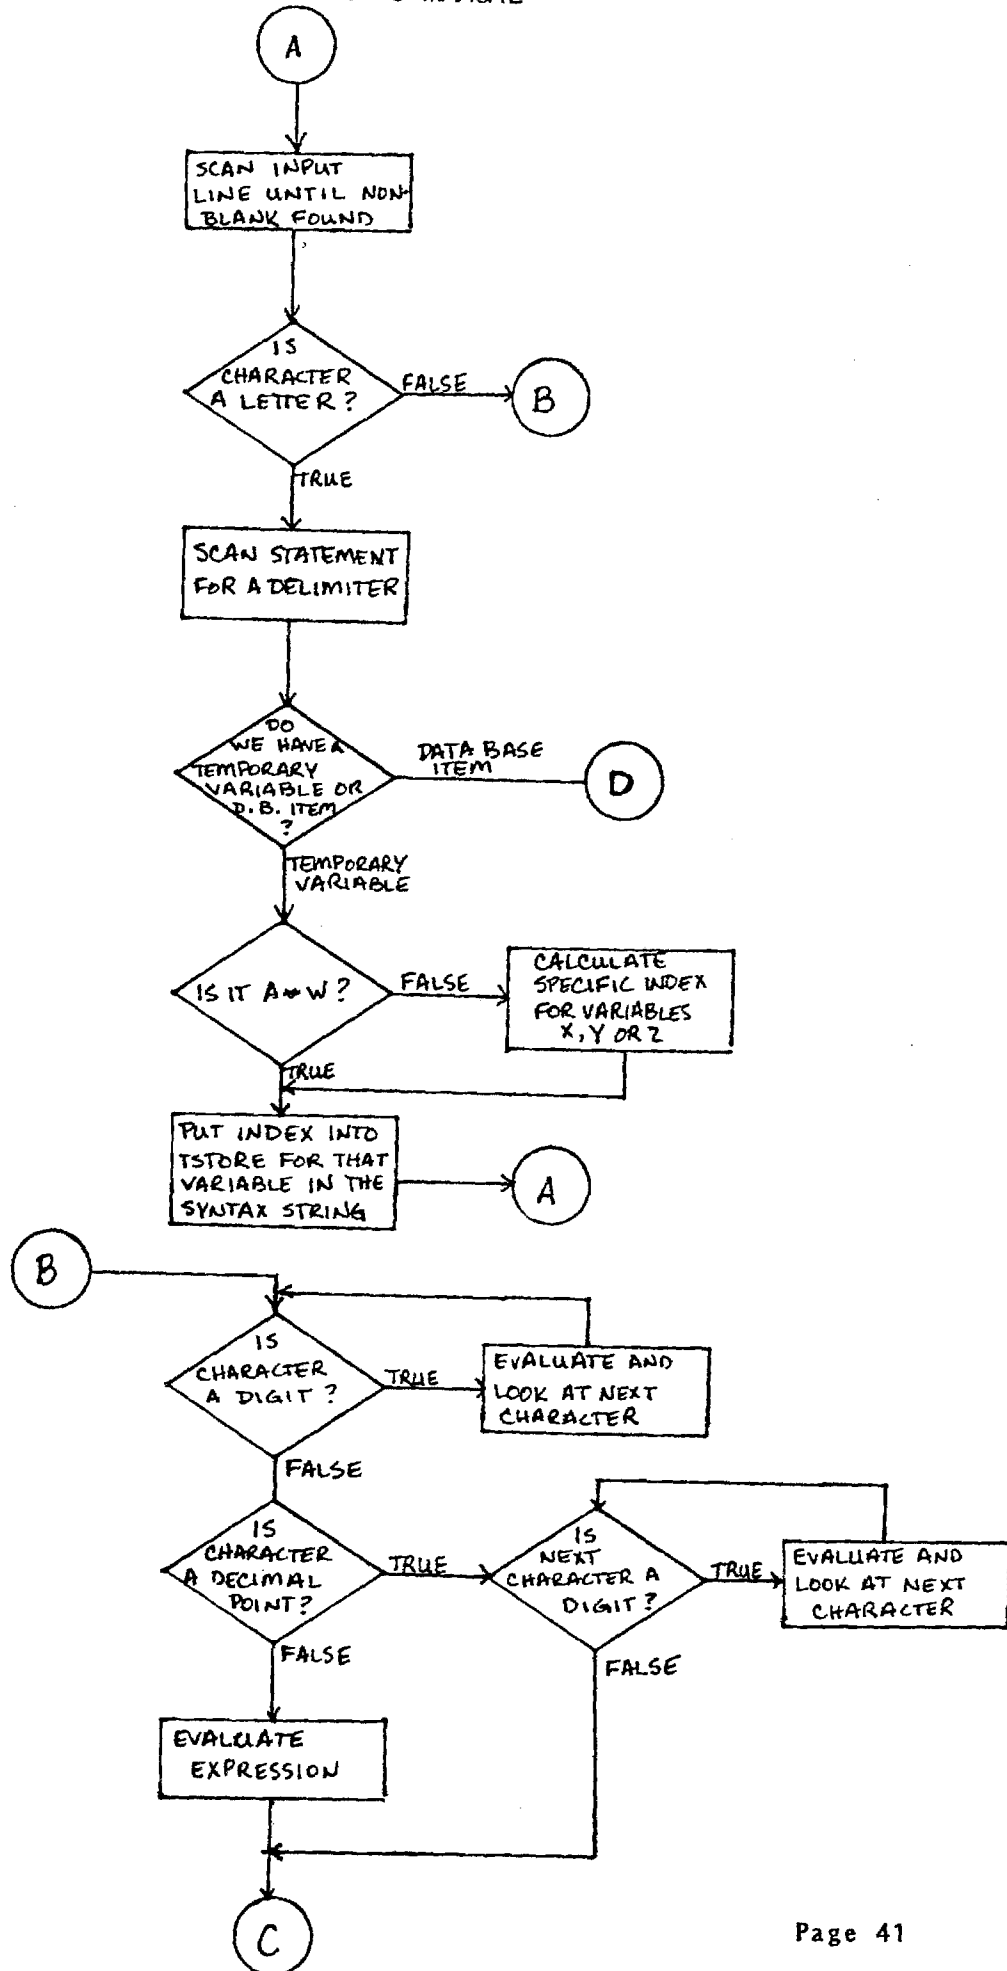 A
SCAN INPUT
LINE UNTIL NON-
BLANK FOUND
IS
CHARACTER
A LETTER?
FALSE
B
TRUE
SCAN STATEMENT
FOR A DELIMITER
DO
WE HAVE A
TEMPORARY
VARIABLE OR
D.B. ITEM
?
DATA BASE
ITEM
D
TEMPORARY
VARIABLE
IS IT A→W?
FALSE
CALCULATE
SPECIFIC INDEX
FOR VARIABLES
X, Y OR Z
TRUE
PUT INDEX INTO
TSTORE FOR THAT
VARIABLE IN THE
SYNTAX STRING
A
B
IS
CHARACTER
A DIGIT?
TRUE
EVALUATE AND
LOOK AT NEXT
CHARACTER
FALSE
IS
CHARACTER
A DECIMAL
POINT?
TRUE
IS
NEXT
CHARACTER A
DIGIT?
TRUE
EVALUATE AND
LOOK AT NEXT
CHARACTER
FALSE
FALSE
EVALUATE
EXPRESSION
C
Page 41